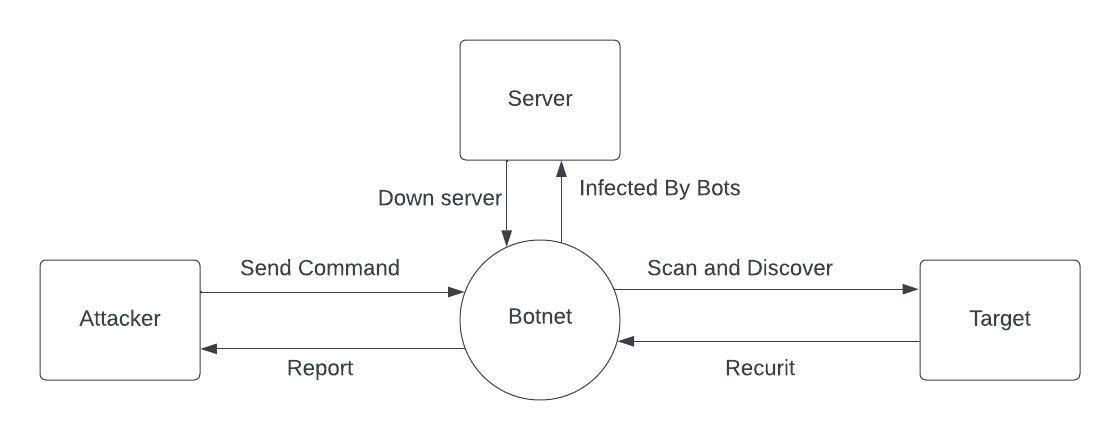 Server
Down server
Infected By Bots
Send Command
Scan and Discover
Attacker
Botnet
Target
Report
Recurit